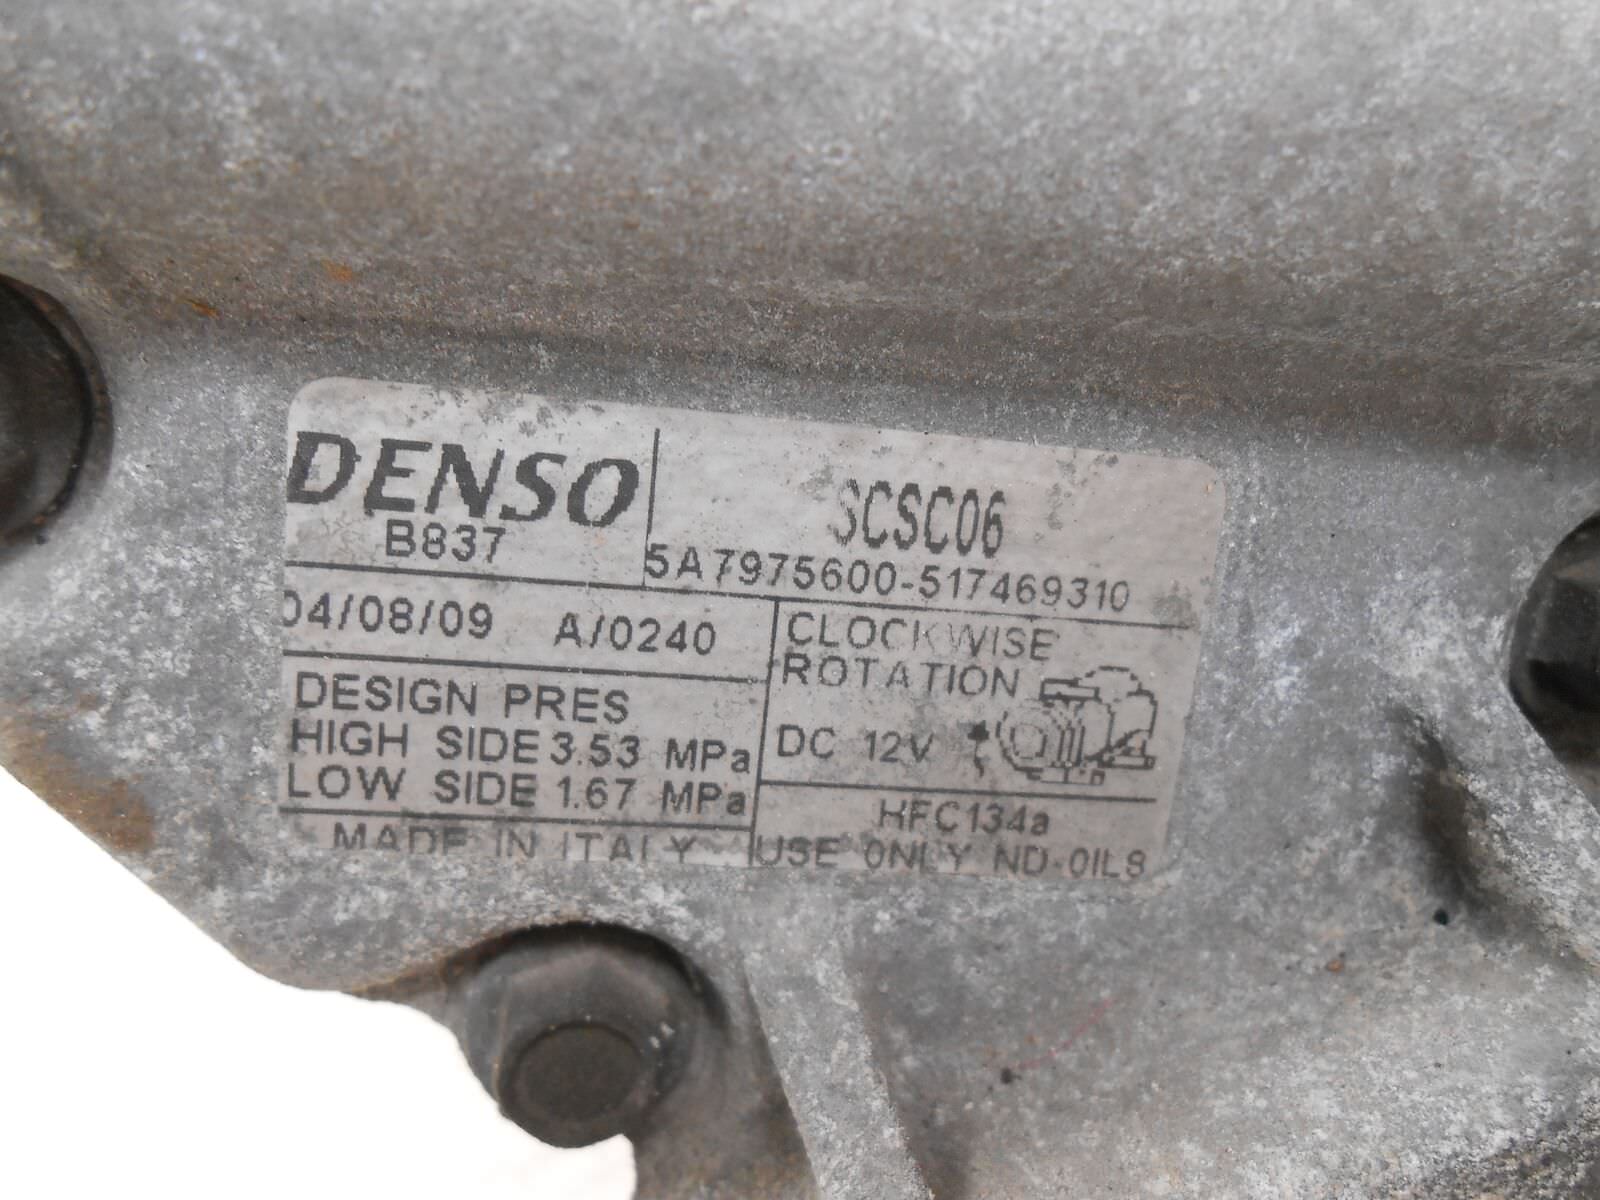 DENSO
B837
SCSC06
5A7975600-517469310
04/08/09 A/0240
DESIGN PRES
HIGH SIDE 3.53 MPa
LOW SIDE 1.67 MPa
MADE IN ITALY
CLOCKWISE
ROTATION
DC 12V
HFC134a
USE ONLY ND-OIL8